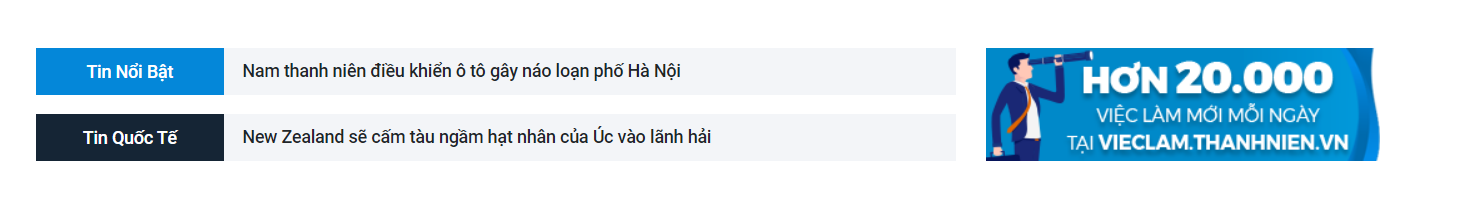 Tin Nổi Bật
Nam thanh niên điều khiển ô tô gây náo loạn phố Hà Nội
Tin Quốc Tế
New Zealand sẽ cấm tàu ngầm hạt nhân của Úc vào lãnh hải
HƠN 20.000
VIỆC LÀM MỚI MỖI NGÀY
TẠI VIECLAM.THANHNIEN.VN